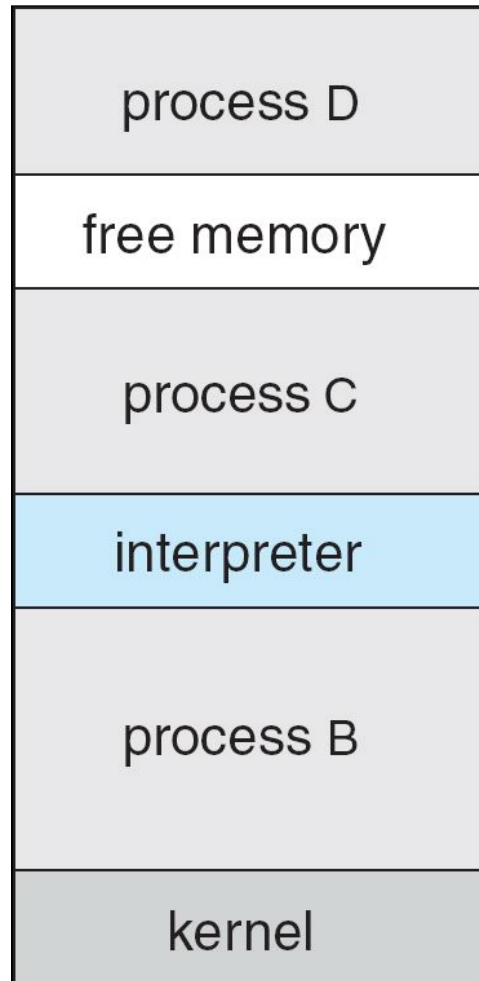 process D
free memory
process C
interpreter
process B
kernel